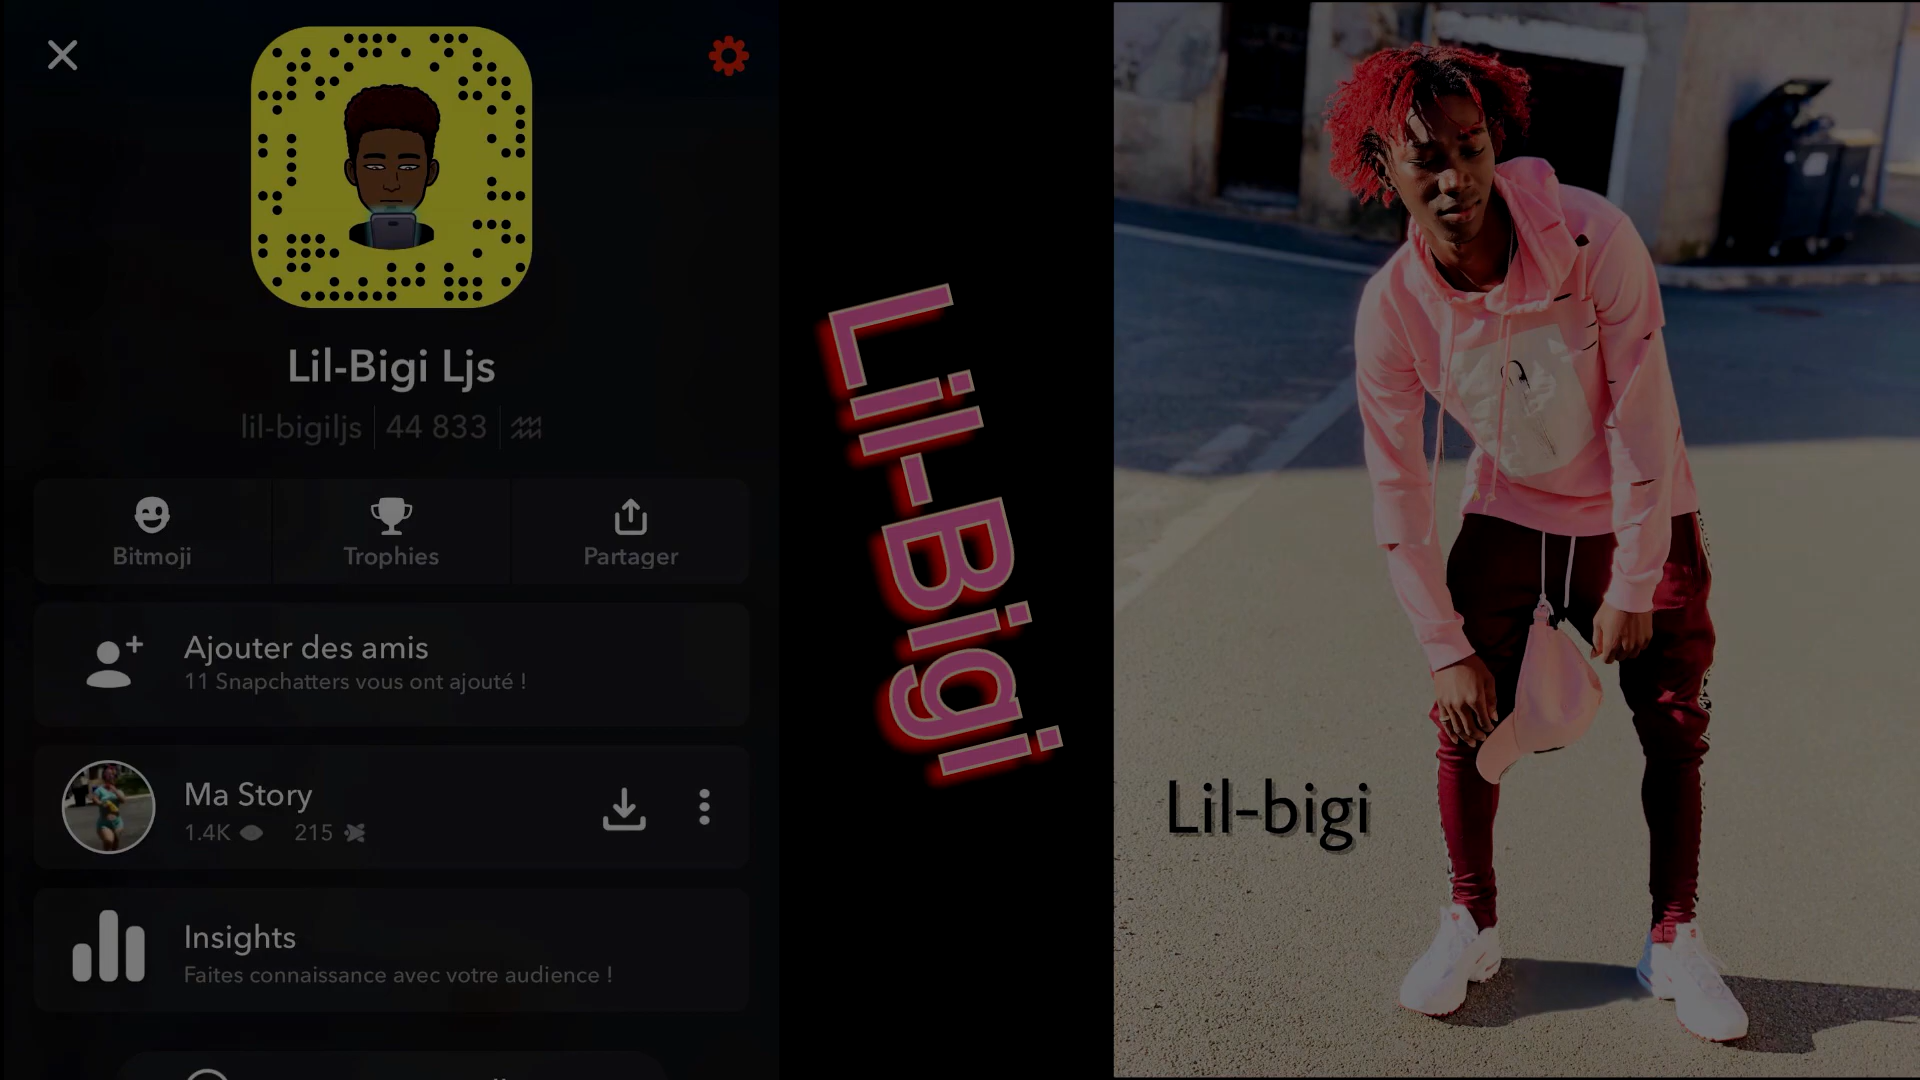 Lil-Bigi Ljs
lil-bigiljs 44 833
Bitmoji
Trophies
Partager
Ajouter des amis
11 Snapchatters vous ont ajouté !
Ma Story
1.4K 215
Insights
Faites connaissance avec votre audience !
Lil-Bigi
Lil-bigi